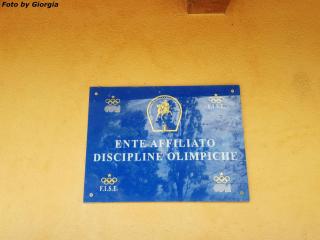 Foto by Giorgia
F.I.S.E.
ENTE AFFILIATO
DISCIPLINE OLIMPICHE
F.I.S.E.